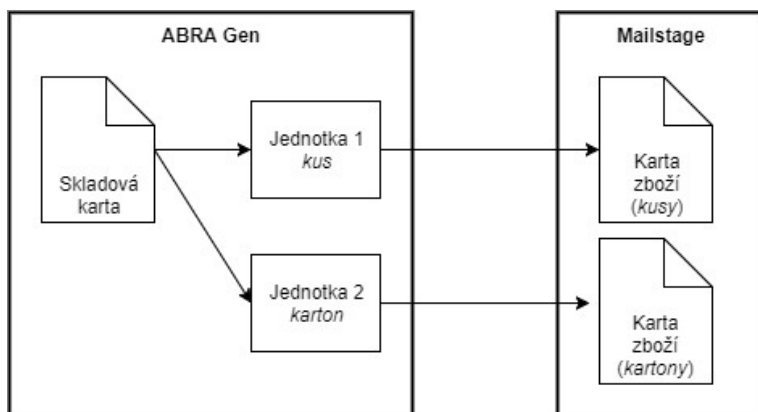 ABRA Gen
Mailstage
Skladová
karta
Jednotka 1
kus
Karta
zboží
(kusy)
Jednotka 2
karton
Karta
zboží
(kartony)